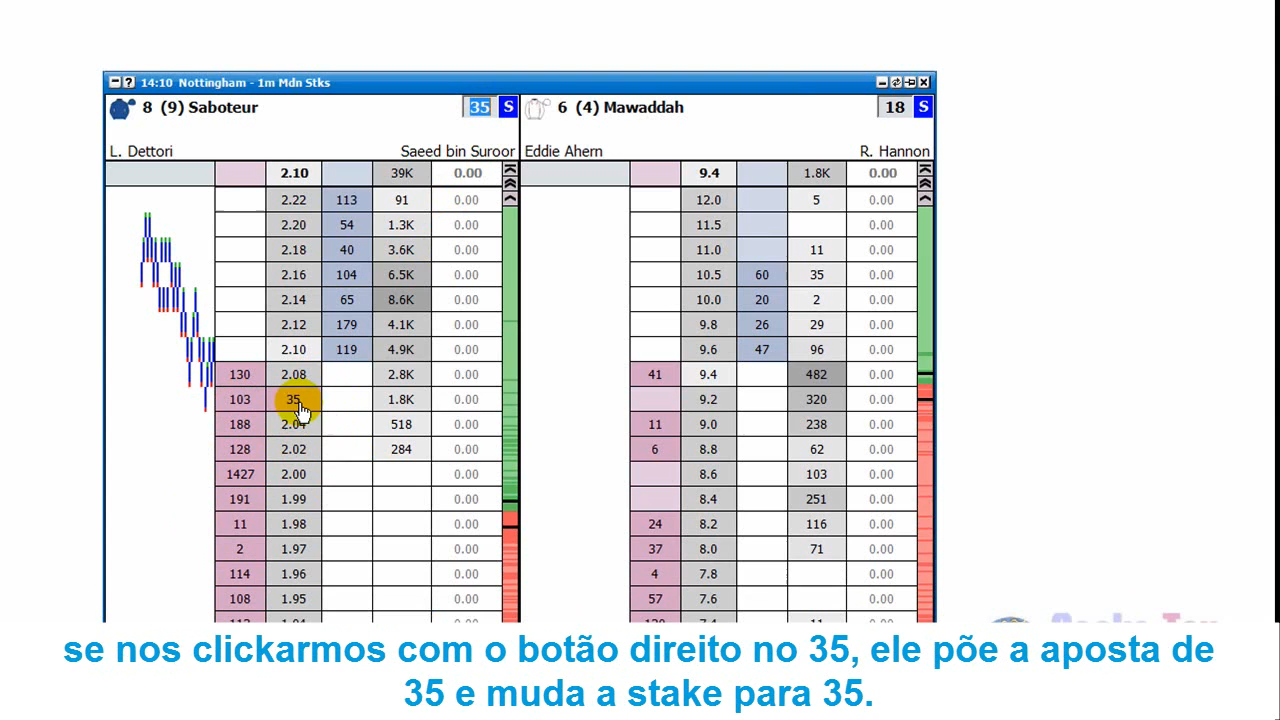 14:10 Nottingham - 1m Mdn Stks
8 (9) Saboteur 35 S 6 (4) Mawaddah 18 S
L. Dettori Saeed bin Suroor Eddie Ahern R. Hannon
2.10 39K 0.00 9.4 1.8K 0.00
2.22 113 91 0.00 12.0 5 0.00
2.20 54 1.3K 0.00 11.5 0.00
2.18 40 3.6K 0.00 11.0 11 0.00
2.16 104 6.5K 0.00 10.5 60 35 0.00
2.14 65 8.6K 0.00 10.0 20 2 0.00
2.12 179 4.1K 0.00 9.8 26 29 0.00
2.10 119 4.9K 0.00 9.6 47 96 0.00
130 2.08 2.8K 0.00 41 9.4 482 0.00
103 35 1.8K 0.00 9.2 320 0.00
188 2.04 518 0.00 11 9.0 238 0.00
128 2.02 284 0.00 6 8.8 62 0.00
1427 2.00 0.00 8.6 103 0.00
191 1.99 0.00 8.4 251 0.00
11 1.98 0.00 24 8.2 116 0.00
2 1.97 0.00 37 8.0 71 0.00
114 1.96 0.00 4 7.8 0.00
108 1.95 0.00 57 7.6 0.00
se nos clickarmos com o botão direito no 35, ele põe a aposta de
35 e muda a stake para 35.